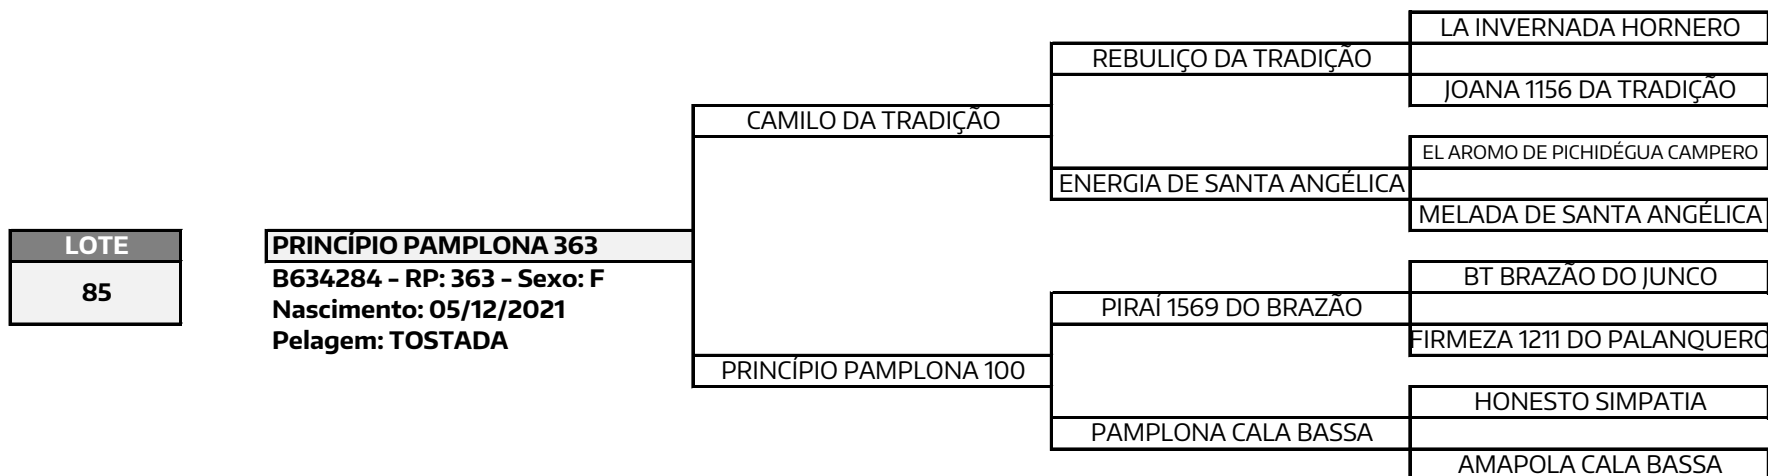 LA INVERNADA HORNERO
REBULIÇO DA TRADIÇÃO
JOANA 1156 DA TRADIÇÃO
CAMILO DA TRADIÇÃO
EL AROMO DE PICHIDÉGUA CAMPERO
ENERGIA DE SANTA ANGÉLICA
MELADA DE SANTA ANGÉLICA
LOTE
85
PRINCÍPIO PAMPLONA 363
B634284 - RP: 363 - Sexo: F
Nascimento: 05/12/2021
Pelagem: TOSTADA
BT BRAZÃO DO JUNCO
PIRAÍ 1569 DO BRAZÃO
FIRMEZA 1211 DO PALANQUERO
PRINCÍPIO PAMPLONA 100
HONESTO SIMPATIA
PAMPLONA CALA BASSA
AMAPOLA CALA BASSA